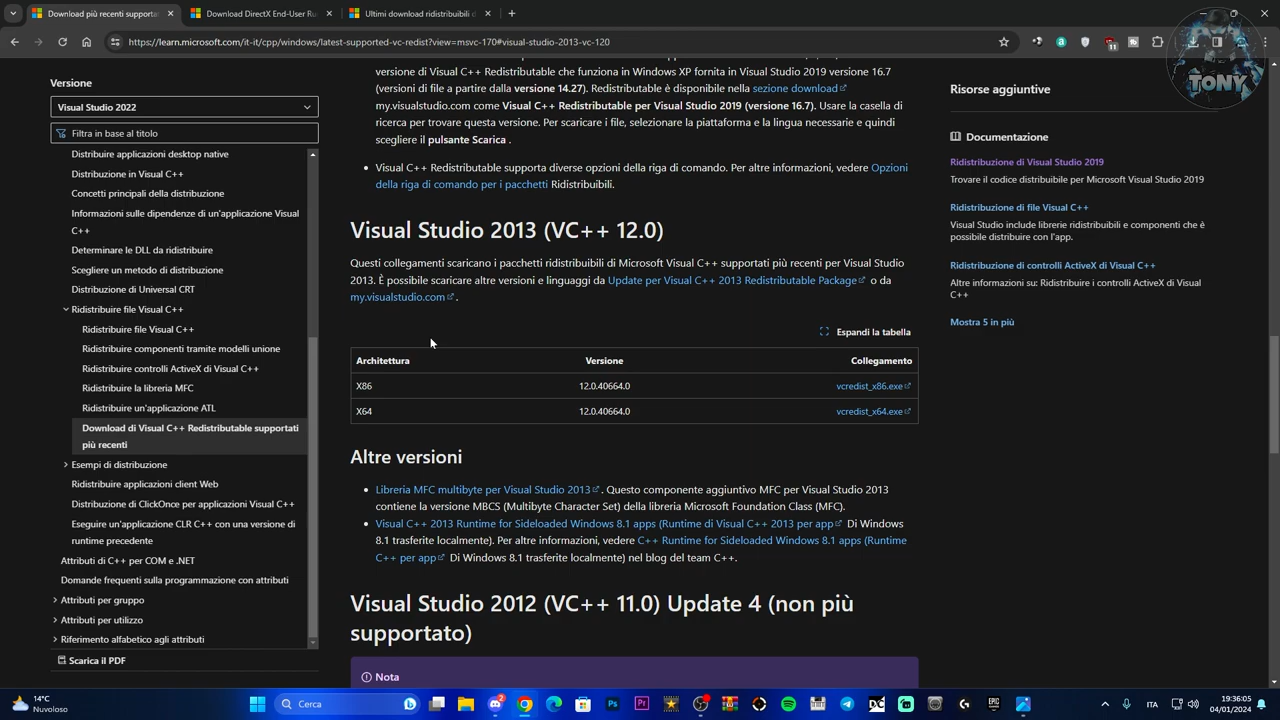 Download più recenti supportat
Download DirectX End-User Ru
Ultimi download ridistribuibili d
https://learn.microsoft.com/it-it/cpp/windows/latest-supported-vc-redist?view=msvc-170#visual-studio-2013-vc-120
11
TONY
Versione
Visual Studio 2022
Filtra in base al titolo
Distribuire applicazioni desktop native
Distribuzione in Visual C++
Concetti principali della distribuzione
Informazioni sulle dipendenze di un'applicazione Visual
C++
Determinare le DLL da ridistribuire
Scegliere un metodo di distribuzione
Distribuzione di Universal CRT
Ridistribuire file Visual C++
Ridistribuire file Visual C++
Ridistribuire componenti tramite modelli unione
Ridistribuire controlli ActiveX di Visual C++
Ridistribuire la libreria MFC
Ridistribuire un'applicazione ATL
Download di Visual C++ Redistributable supportati
più recenti
Esempi di distribuzione
Ridistribuire applicazioni client Web
Distribuzione di ClickOnce per applicazioni Visual C++
Eseguire un'applicazione CLR C++ con una versione di
runtime precedente
Attributi di C++ per COM e .NET
Domande frequenti sulla programmazione con attributi
Attributi per gruppo
Attributi per utilizzo
Riferimento alfabetico agli attributi
Scarica il PDF
versione di Visual C++ Redistributable che funziona in Windows XP fornita in Visual Studio 2019 versione 16.7
(versioni di file a partire dalla versione 14.27). Redistributable è disponibile nella sezione download
my.visualstudio.com come Visual C++ Redistributable per Visual Studio 2019 (versione 16.7). Usare la casella di
ricerca per trovare questa versione. Per scaricare i file, selezionare la piattaforma e la lingua necessarie e quindi
scegliere il pulsante Scarica .
Visual C++ Redistributable supporta diverse opzioni della riga di comando. Per altre informazioni, vedere Opzioni
della riga di comando per i pacchetti Ridistribuibili.
Visual Studio 2013 (VC++ 12.0)
Questi collegamenti scaricano i pacchetti ridistribuibili di Microsoft Visual C++ supportati più recenti per Visual Studio
2013. È possibile scaricare altre versioni e linguaggi da Update per Visual C++ 2013 Redistributable Package o da
my.visualstudio.com .
Espandi la tabella
Architettura Versione Collegamento
X86 12.0.40664.0 vcredist_x86.exe
X64 12.0.40664.0 vcredist_x64.exe
Altre versioni
Libreria MFC multibyte per Visual Studio 2013 . Questo componente aggiuntivo MFC per Visual Studio 2013
contiene la versione MBCS (Multibyte Character Set) della libreria Microsoft Foundation Class (MFC).
Visual C++ 2013 Runtime for Sideloaded Windows 8.1 apps (Runtime di Visual C++ 2013 per app Di Windows
8.1 trasferite localmente). Per altre informazioni, vedere C++ Runtime for Sideloaded Windows 8.1 apps (Runtime
C++ per app Di Windows 8.1 trasferite localmente) nel blog del team C++.
Visual Studio 2012 (VC++ 11.0) Update 4 (non più
supportato)
Nota
Risorse aggiuntive
Documentazione
Ridistribuzione di Visual Studio 2019
Trovare il codice distribuibile per Microsoft Visual Studio 2019
Ridistribuzione di file Visual C++
Visual Studio include librerie ridistribuibili e componenti che è
possibile distribuire con l'app.
Ridistribuzione di controlli ActiveX di Visual C++
Altre informazioni su: Ridistribuire i controlli ActiveX di Visual
C++
Mostra 5 in più
14°C
Nuvoloso
Cerca
2
Ps
Pr
EPIC
ITA
19:36:05
04/01/2024